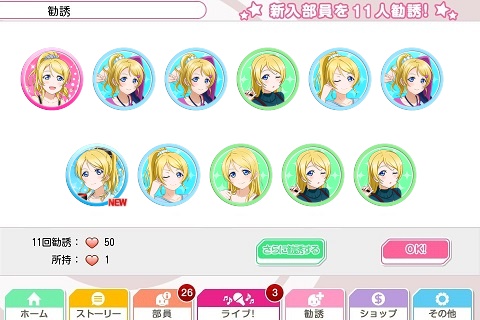 勧誘
新入部員を11人勧誘!
NEW
11回勧誘: 50
所持: 1
さらに勧誘する
OK!
ホーム
ストーリー
26
部員
3
ライブ!
勧誘
ショップ
その他